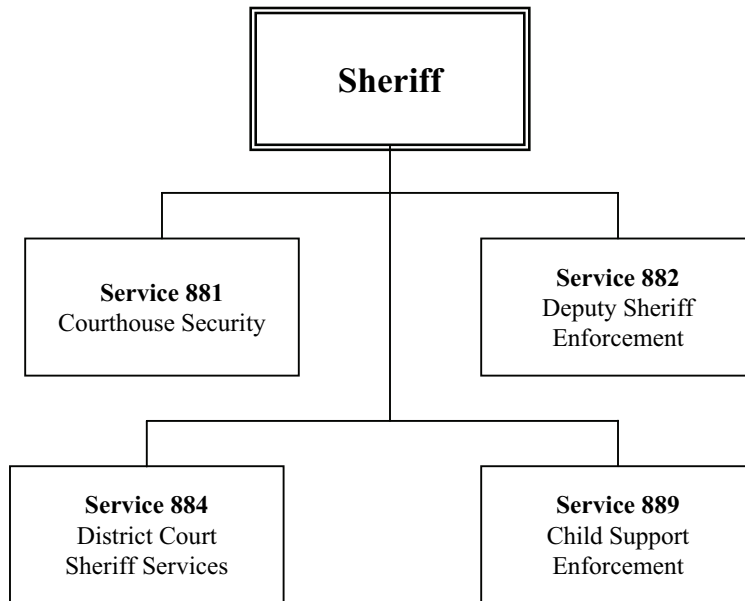 Sheriff
Service 881
Courthouse Security
Service 882
Deputy Sheriff
Enforcement
Service 884
District Court
Sheriff Services
Service 889
Child Support
Enforcement